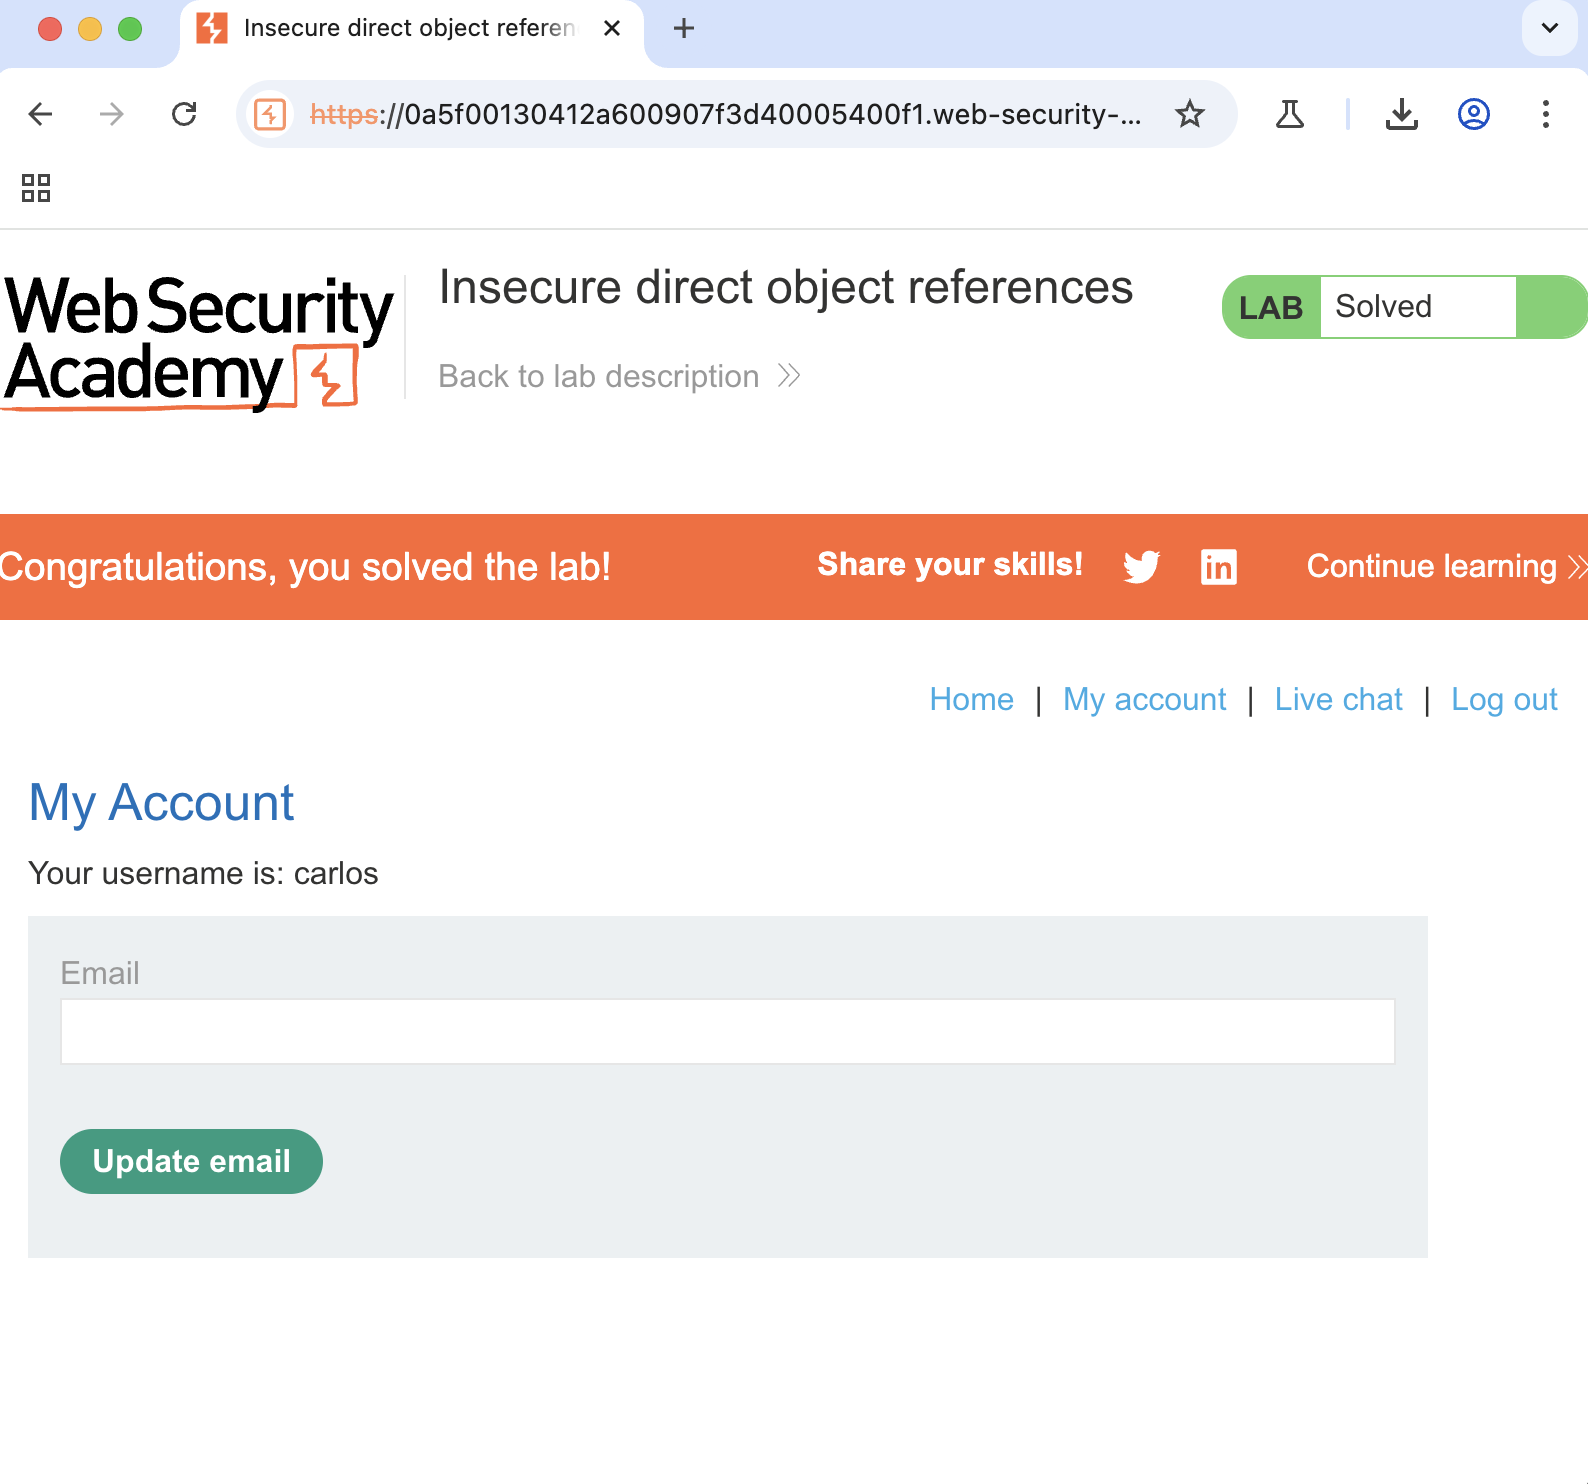 Insecure direct object referen
https://0a5f00130412a600907f3d40005400f1.web-security-...
Web Security
Academy
Insecure direct object references
Back to lab description
LAB Solved
Congratulations, you solved the lab!
Share your skills!
Continue learning
Home | My account | Live chat | Log out
My Account
Your username is: carlos
Email
Update email